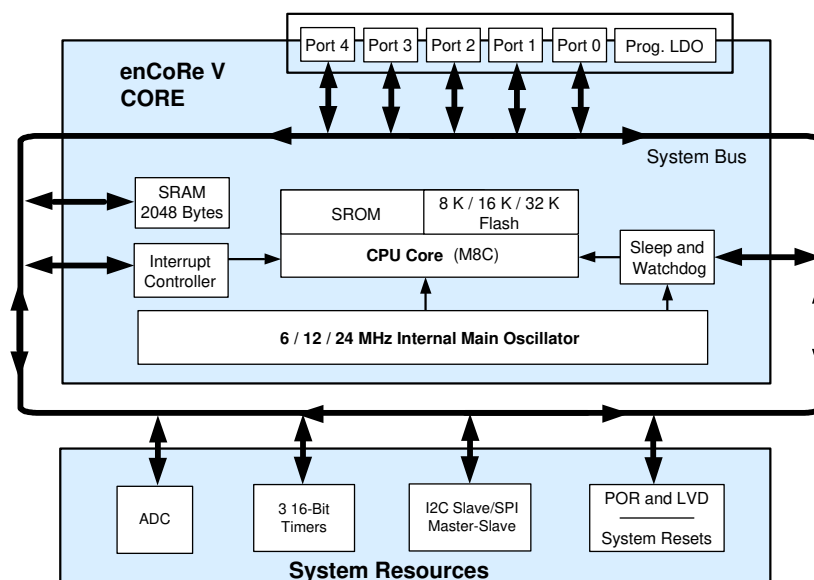 Port 4
Port 3
Port 2
Port 1
Port 0
Prog. LDO
enCoRe V
CORE
System Bus
SRAM
2048 Bytes
SROM
8 K / 16 K / 32 K
Flash
CPU Core (M8C)
Interrupt
Controller
Sleep and
Watchdog
6 / 12 / 24 MHz Internal Main Oscillator
ADC
3 16-Bit
Timers
I2C Slave/SPI
Master-Slave
POR and LVD
System Resets
System Resources